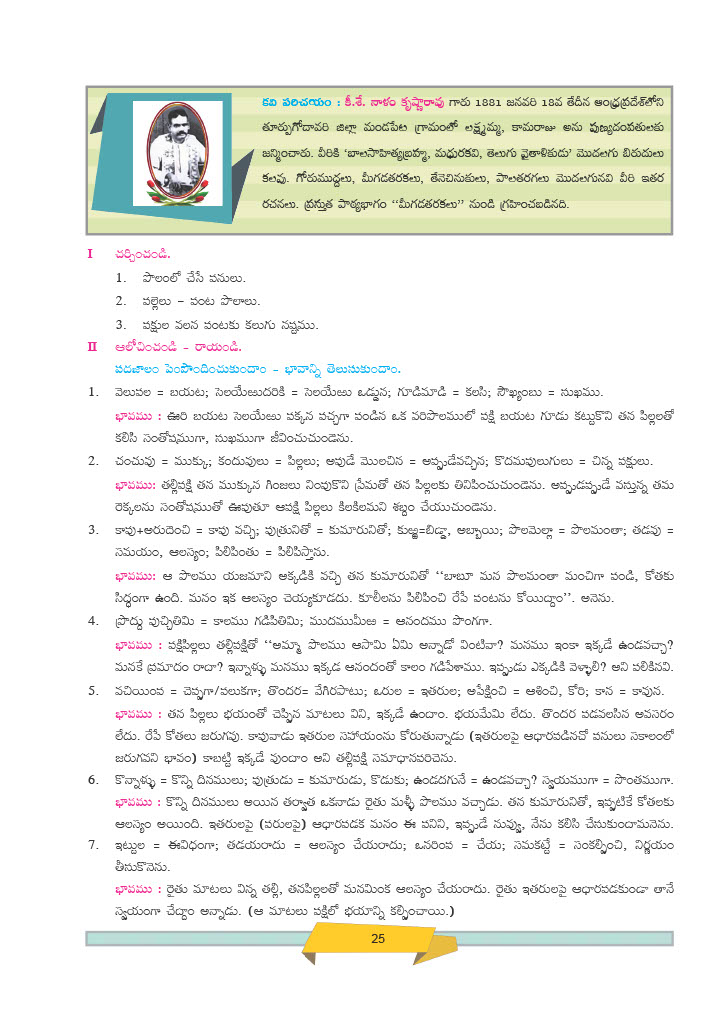 కవి పరిచయం : కీ.శే. నాళం కృష్ణారావు గారు 1881 జనవరి 18వ తేదీన ఆంధ్రప్రదేశ్‌లోని
తూర్పుగోదావరి జిల్లా మండపేట గ్రామంలో లక్ష్మమ్మ, కామరాజు అను పుణ్యదంపతులకు
జన్మించారు. వీరికి ‘బాలసాహిత్యబ్రహ్మ, మధురకవి, తెలుగు వైతాళికుడు’ మొదలగు బిరుదులు
కలవు. గోరుముద్దలు, మీగడతరకలు, తేనెచినుకులు, పాలతరగలు మొదలగునవి వీరి ఇతర
రచనలు. ప్రస్తుత పాఠ్యభాగం ‘‘మీగడతరకలు’’ నుండి గ్రహించబడినది.
I చర్చించండి.
1. పొలంలో చేసే పనులు.
2. పల్లెలు – పంట పొలాలు.
3. పక్షుల వలన పంటకు కలుగు నష్టము.
II ఆలోచించండి - రాయండి.
పదజాలం పెంపొందించుకుందాం - భావాన్ని తెలుసుకుందాం.
1. వెలుపల = బయట; సెలయేఱుదరికి = సెలయేఱు ఒడ్డున; గూడిమాడి = కలసి; సౌఖ్యంబు = సుఖము.
భావము : ఊరి బయట సెలయేఱు పక్కన పచ్చగా పండిన ఒక వరిపొలములో పక్షి బయట గూడు కట్టుకొని తన పిల్లలతో
కలిసి సంతోషముగా, సుఖముగా జీవించుచుండెను.
2. చంచువు = ముక్కు; కందువులు = పిల్లలు; అపుడే మొలచిన = అప్పుడేవచ్చిన; కొదమపులుగులు = చిన్న పక్షులు.
భావము: తల్లిపక్షి తన ముక్కున గింజలు నింపుకొని ప్రేమతో తన పిల్లలకు తినిపించుచుండెను. అప్పుడప్పుడే వస్తున్న తమ
రెక్కలను సంతోషముతో ఊపుతూ ఆపక్షి పిల్లలు కిలకిలమని శబ్దం చేయుచుండెను.
3. కాపు+అరుదెంచి = కాపు వచ్చి; పుత్రునితో = కుమారునితో; కుఱ్ఱ=బిడ్డా, అబ్బాయి; పొలమెల్లా = పొలమంతా; తడవు =
సమయం, ఆలస్యం; పిలిపింతు = పిలిపిస్తాను.
భావము: ఆ పొలము యజమాని అక్కడికి వచ్చి తన కుమారునితో ‘‘బాబూ మన పొలమంతా మంచిగా పండి, కోతకు
సిద్ధంగా ఉంది. మనం ఇక ఆలస్యం చెయ్యకూడదు. కూలీలను పిలిపించి రేపే పంటను కోయిద్దాం’’. అనెను.
4. ప్రొద్దు పుచ్చితిమి = కాలము గడిపితిమి; ముదముమీఱ = ఆనందము పొంగగా.
భావము : పక్షిపిల్లలు తల్లిపక్షితో ‘‘అమ్మా పొలము ఆసామి ఏమి అన్నాడో వింటివా? మనము ఇంకా ఇక్కడే ఉండవచ్చా?
మనకే ప్రమాదం రాదా? ఇన్నాళ్ళు మనము ఇక్కడ ఆనందంతో కాలం గడిపేశాము. ఇప్పుడు ఎక్కడికి వెళ్ళాలి? అని పలికినవి.
5. వచియింప = చెప్పగా/పలుకగా; తొందర= వేగిరపాటు; ఒరుల = ఇతరుల; అపేక్షించి = ఆశించి, కోరి; కాన = కావున.
భావము : తన పిల్లలు భయంతో చెప్పిన మాటలు విని, ఇక్కడే ఉందాం. భయమేమి లేదు. తొందర పడవలసిన అవసరం
లేదు. రేపే కోతలు జరుగవు. కాపువాడు ఇతరుల సహాయంను కోరుతున్నాడు (ఇతరులపై ఆధారపడినచో పనులు సకాలంలో
జరుగవని భావం) కాబట్టి ఇక్కడే వుందాం అని తల్లిపక్షి సమాధానపరిచెను.
6. కొన్నాళ్ళు = కొన్ని దినములు; పుత్రుడు = కుమారుడు, కొడుకు; ఉండదగునే = ఉండవచ్చా? స్వయముగా = సొంతముగా.
భావము : కొన్ని దినములు అయిన తర్వాత ఒకనాడు రైతు మళ్ళీ పొలము వచ్చాడు. తన కుమారునితో, ఇప్పటికే కోతలకు
ఆలస్యం అయింది. ఇతరులపై (పరులపై) ఆధారపడక మనం ఈ పనిని, ఇప్పుడే నువ్వు, నేను కలిసి చేసుకుందామనెను.
7. ఇట్టుల = ఈవిధంగా; తడయరాదు = ఆలస్యం చేయరాదు; ఒనరింప = చేయ; సమకట్టే = సంకల్పించి, నిర్ణయం
తీసుకొనెను.
భావము : రైతు మాటలు విన్న తల్లి, తనపిల్లలతో మనమింక ఆలస్యం చేయరాదు. రైతు ఇతరులపై ఆధారపడకుండా తానే
స్వయంగా చేద్దాం అన్నాడు. (ఆ మాటలు పక్షిలో భయాన్ని కల్పించాయి.)
25